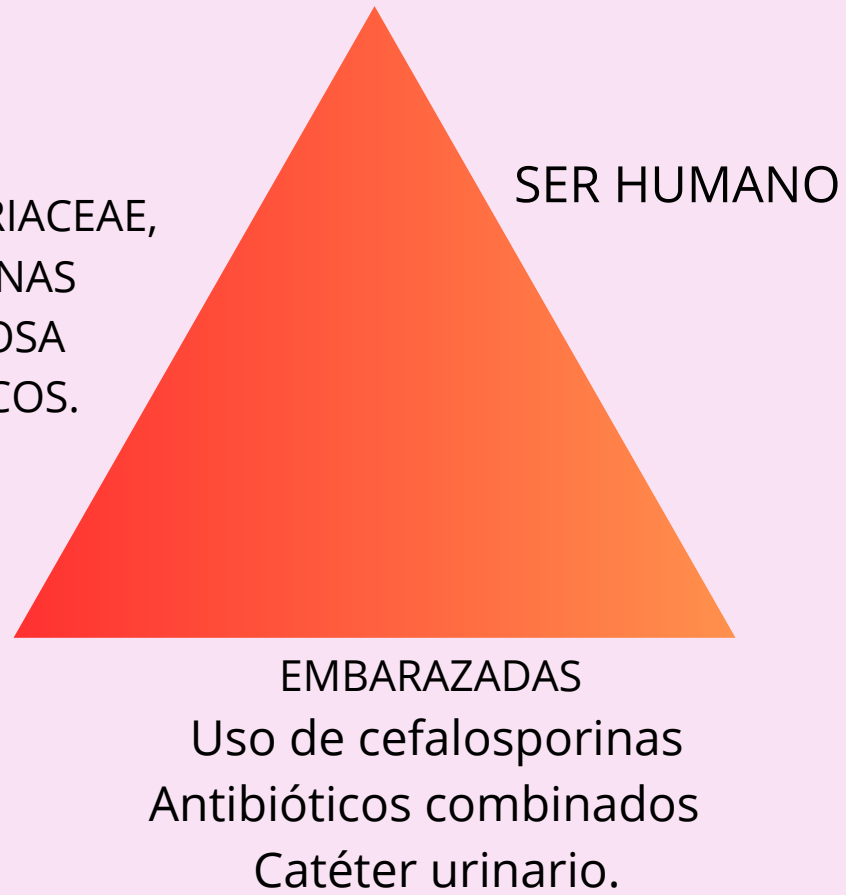 SER HUMANO
RIACEAE,
NAS
OSA
COS.
EMBARAZADAS
Uso de cefalosporinas
Antibióticos combinados
Catéter urinario.